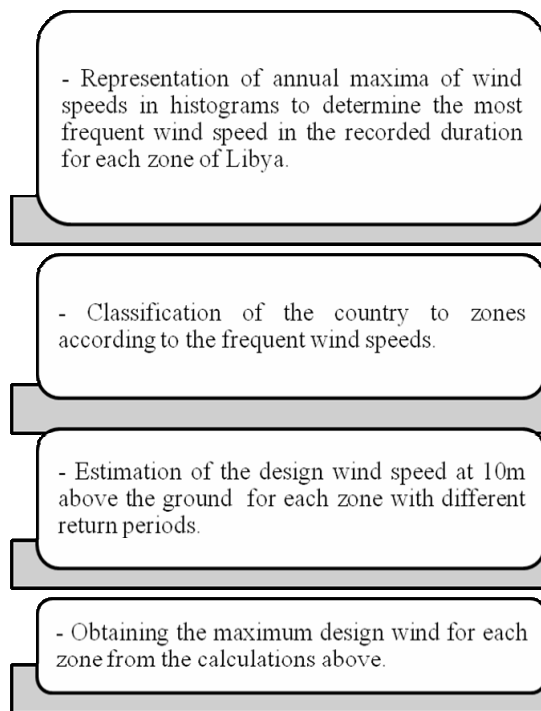 - Representation of annual maxima of wind
speeds in histograms to determine the most
frequent wind speed in the recorded duration
for each zone of Libya.
- Classification of the country to zones
according to the frequent wind speeds.
- Estimation of the design wind speed at 10m
above the ground for each zone with different
return periods.
- Obtaining the maximum design wind for each
zone from the calculations above.